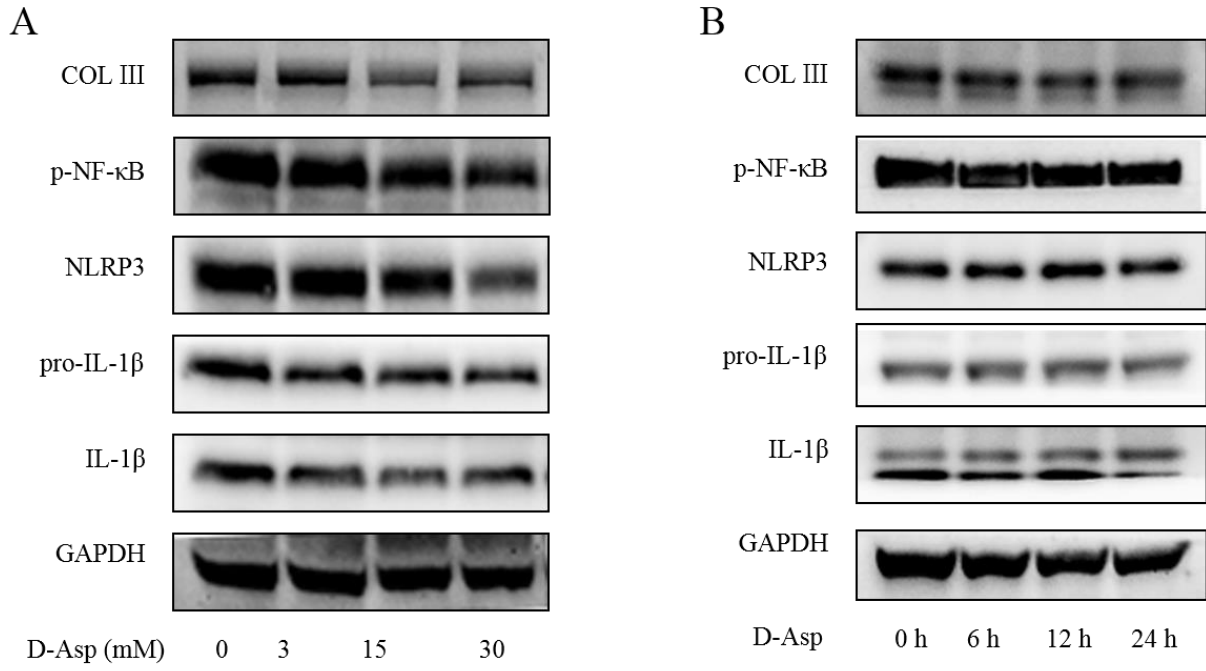 A
COL III
p-NF-κB
NLRP3
pro-IL-1β
IL-1β
GAPDH
D-Asp (mM) 0 3 15 30
B
COL III
p-NF-κB
NLRP3
pro-IL-1β
IL-1β
GAPDH
D-Asp 0 h 6 h 12 h 24 h